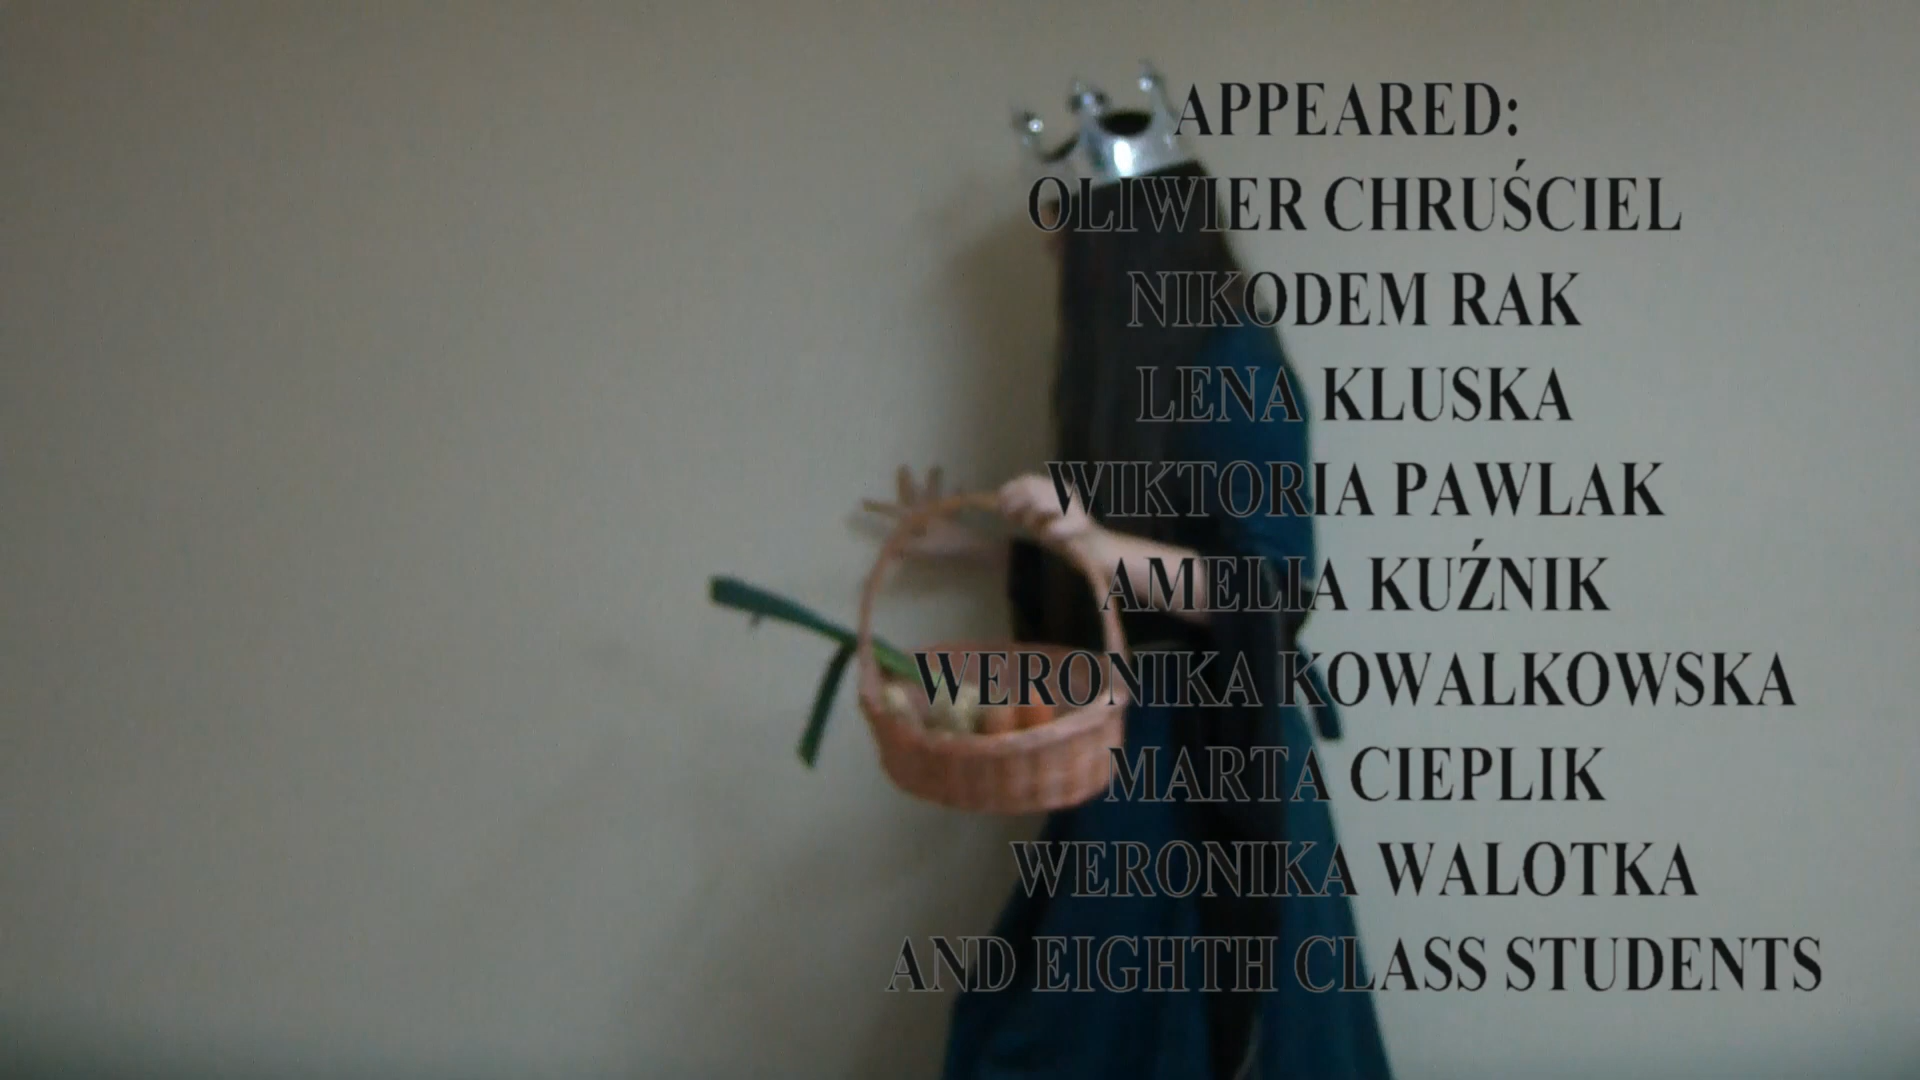 APPEARED:
OLIWIER CHRUŚCIEL
NIKODEM RAK
LENA KLUSKA
WIKTORIA PAWLAK
AMELIA KUŹNIK
WERONIKA KOWALKOWSKA
MARTA CIEPLIK
WERONIKA WALOTKA
AND EIGHTH CLASS STUDENTS